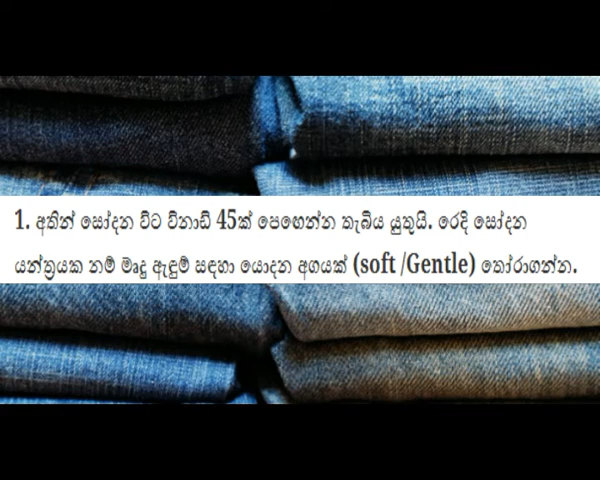 1. අතින් සෝදන විට විනාඩි 45ක් පෙඟෙන්න තැබිය යුතුයි. රෙදි සෝදන
යන්ත්‍රයක නම් මෘදු ඇඳුම් සඳහා යොදන අගයක් (soft /Gentle) තෝරාගන්න.